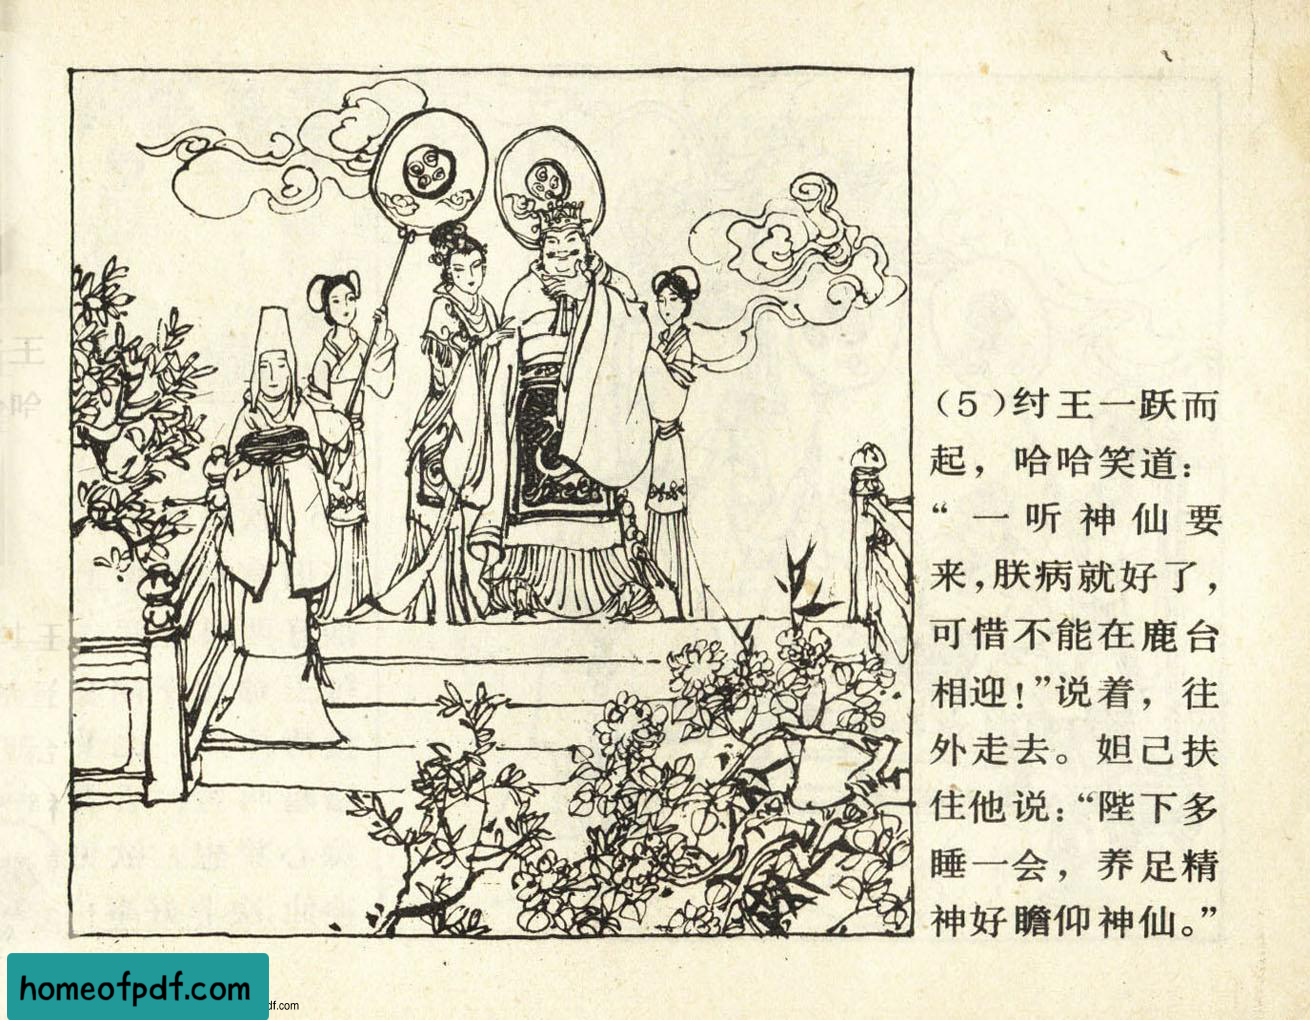 (5)纣王一跃而
起，哈哈笑道：
“一听神仙要
来，朕病就好了，
可惜不能在鹿台
相迎！”说着，往
外走去。妲己扶
住他说：“陛下多
睡一会，养足精
神好瞻仰神仙。”
homeofpdf.com
df.com